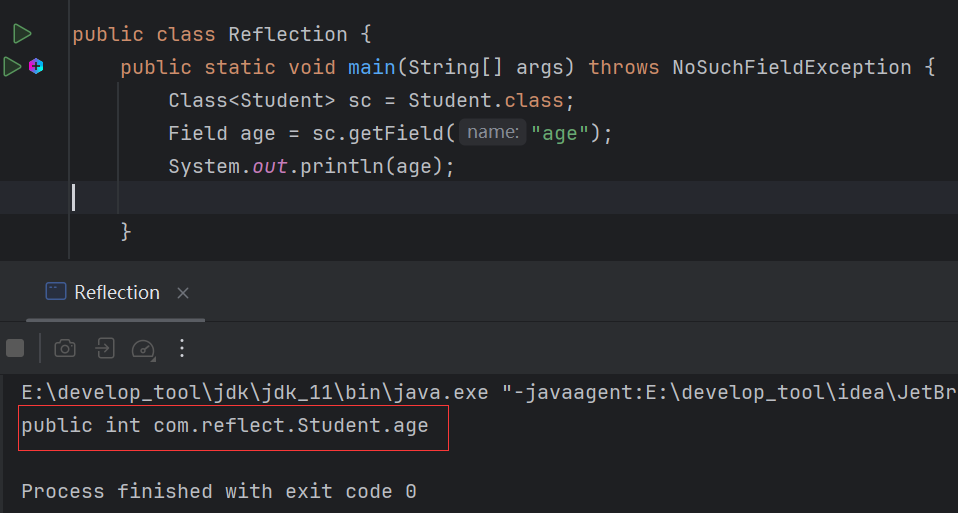 public class Reflection {
public static void main(String[] args) throws NoSuchFieldException {
Class<Student> sc = Student.class;
Field age = sc.getField( name: "age");
System.out.println(age);
}
Reflection
E:\develop_tool\jdk\jdk_11\bin\java.exe "-javaagent:E:\develop_tool\idea\JetBr
public int com.reflect.Student.age
Process finished with exit code 0